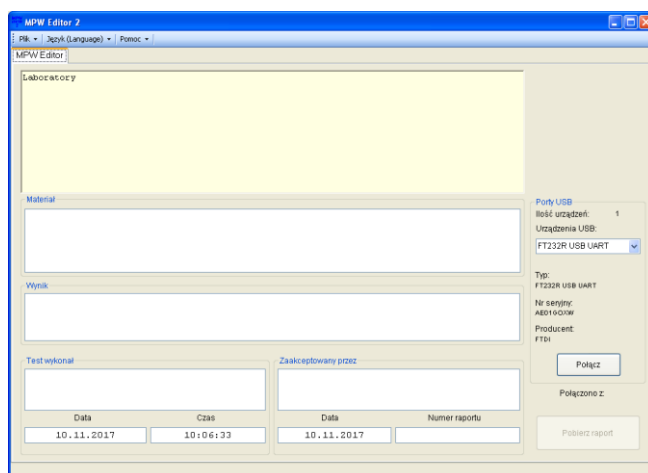 MPW Editor 2
Plik Język (Language) Pomoc
MPW Editor
Laboratory
Materiał
Wynik
Test wykonał
Zaakceptowany przez
Data Czas Data Numer raportu
10.11.2017 10:06:33 10.11.2017
Porty USB
Ilość urządzeń: 1
Urządzenia USB:
FT232R USB UART
Typ:
FT232R USB UART
Nr seryjny:
AE01GOXW
Producent:
FTDI
Połącz
Połączono z:
Pobierz raport